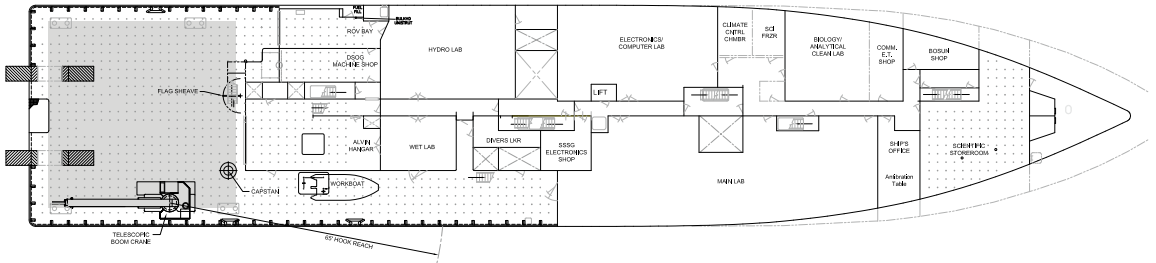 FUEL
FILL
BULKHD
UNISTRUT
ROV BAY
HYDRO LAB
ELECTRONICS/
COMPUTER LAB
CLIMATE
CNTRL
CHMBR
SCI
FRZR
BIOLOGY/
ANALYTICAL
CLEAN LAB
COMM.
E.T.
SHOP
BOSUN
SHOP
DSOG
MACHINE SHOP
FLAG SHEAVE
LIFT
ALVIN
HANGAR
WET LAB
DIVERS LKR
SSSG
ELECTRONICS
SHOP
SHIP'S
OFFICE
SCIENTIFIC
STOREROOM
MAIN LAB
Antibration
Table
CAPSTAN
WORKBOAT
TELESCOPIC
BOOM CRANE
65' HOOK REACH